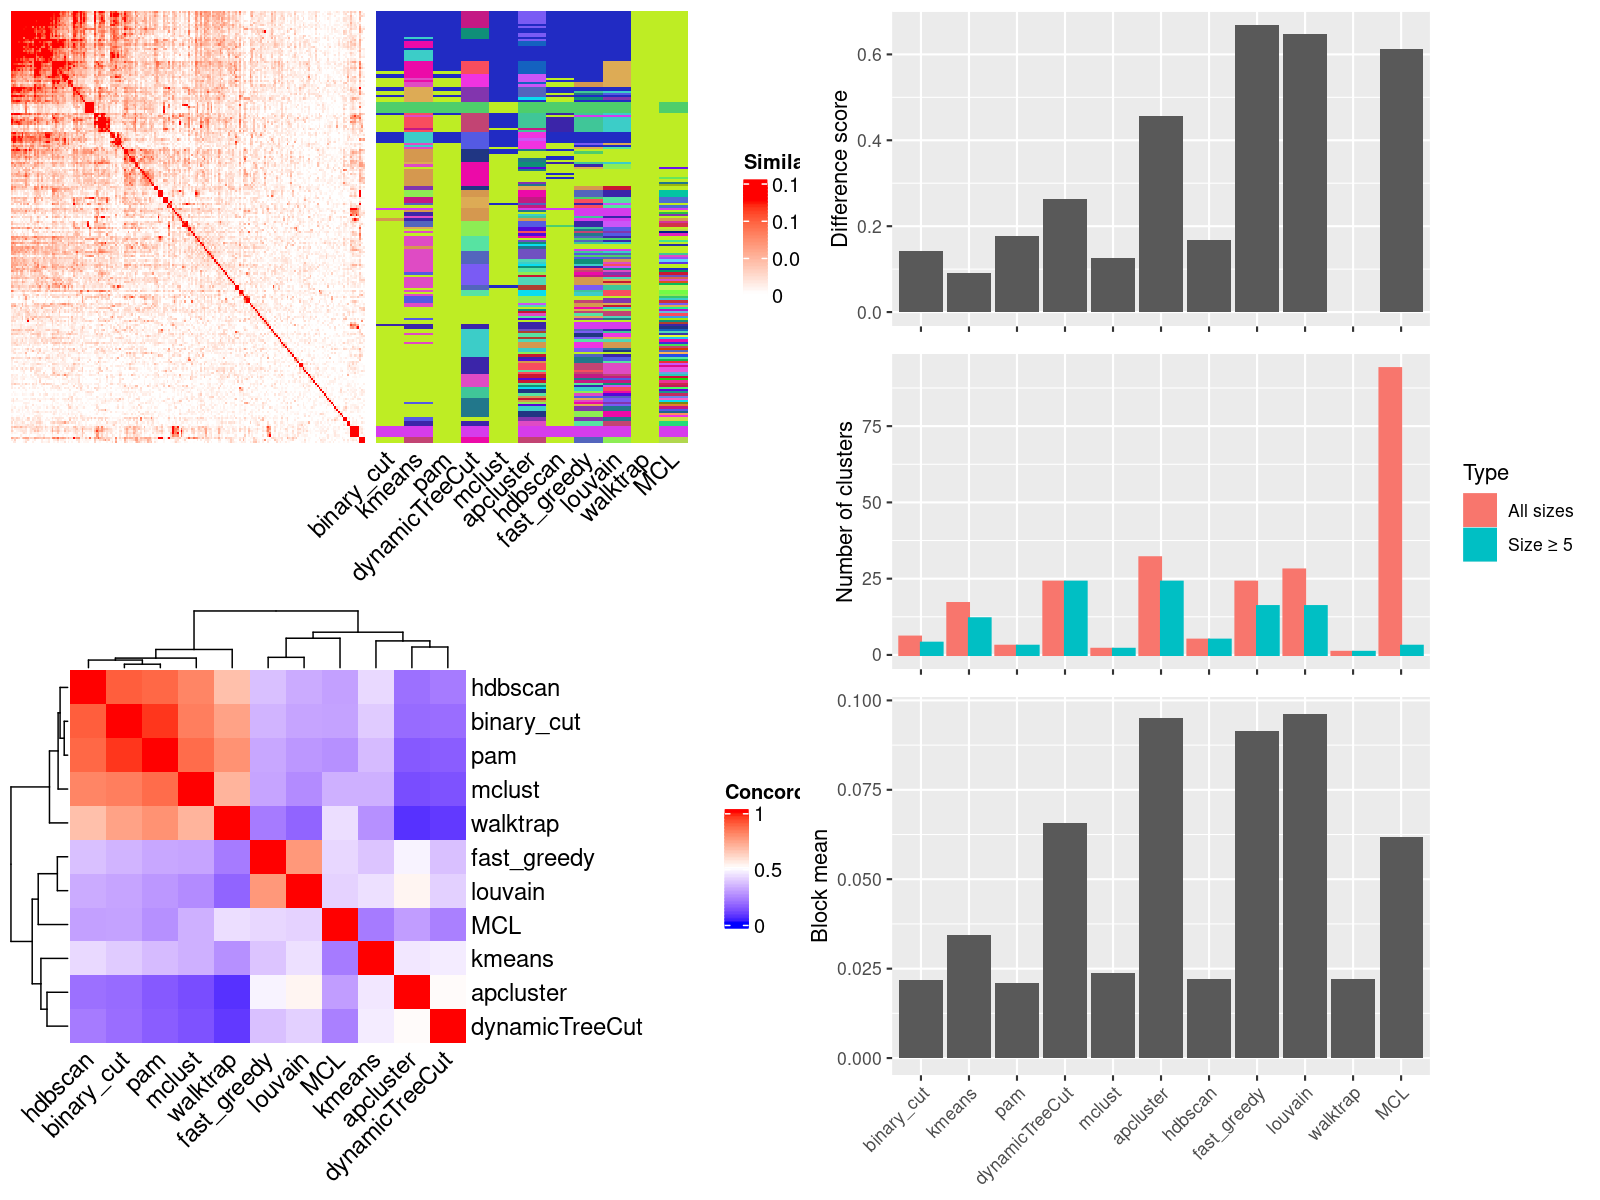 Simila
0.1
0.1
0.0
0
binary_cut
kmeans
pam
dynamicTreeCut
mclust
apcluster
hdbscan
fast_greedy
louvain
walktrap
MCL
hdbscan
binary_cut
pam
mclust
walktrap
fast_greedy
louvain
MCL
kmeans
apcluster
dynamicTreeCut
hdbscan
binary_cut
pam
mclust
walktrap
fast_greedy
louvain
MCL
kmeans
apcluster
dynamicTreeCut
Concord
1
0.5
0
Difference score
0.6
0.4
0.2
0.0
Number of clusters
75
50
25
0
Type
All sizes
Size ≥ 5
Block mean
0.100
0.075
0.050
0.025
0.000
binary_cut
kmeans
pam
dynamicTreeCut
mclust
apcluster
hdbscan
fast_greedy
louvain
walktrap
MCL